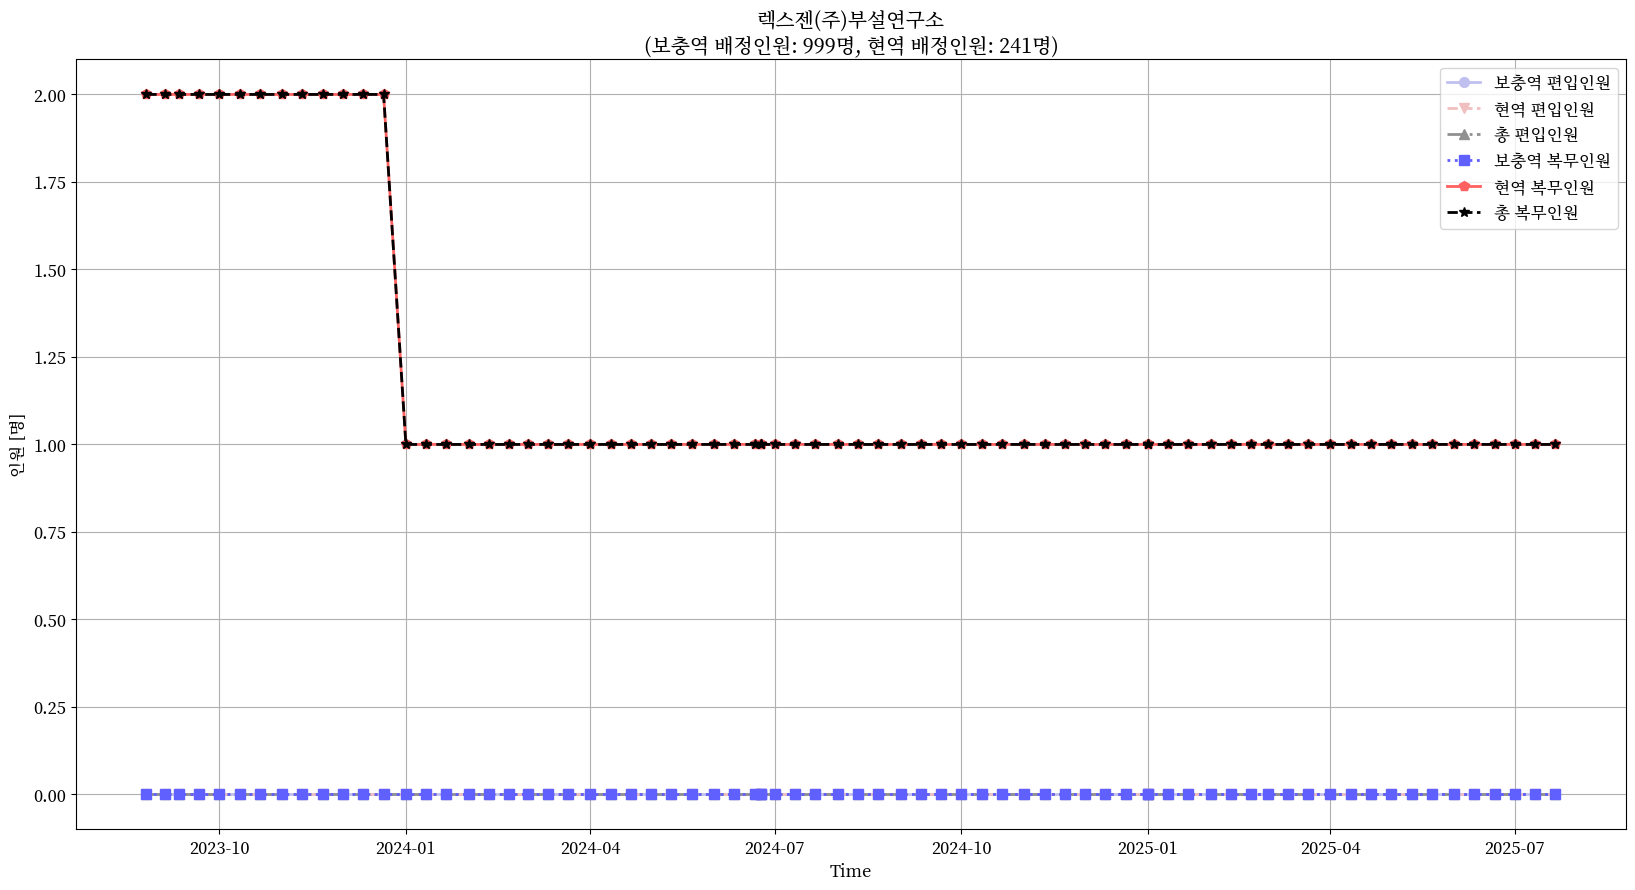 렉스젠(주)부설연구소
(보충역 배정인원: 999명, 현역 배정인원: 241명)
보충역 편입인원
현역 편입인원
총 편입인원
보충역 복무인원
현역 복무인원
총 복무인원
인원 [명]
2.00
1.75
1.50
1.25
1.00
0.75
0.50
0.25
0.00
2023-10
2024-01
2024-04
2024-07
2024-10
2025-01
2025-04
2025-07
Time